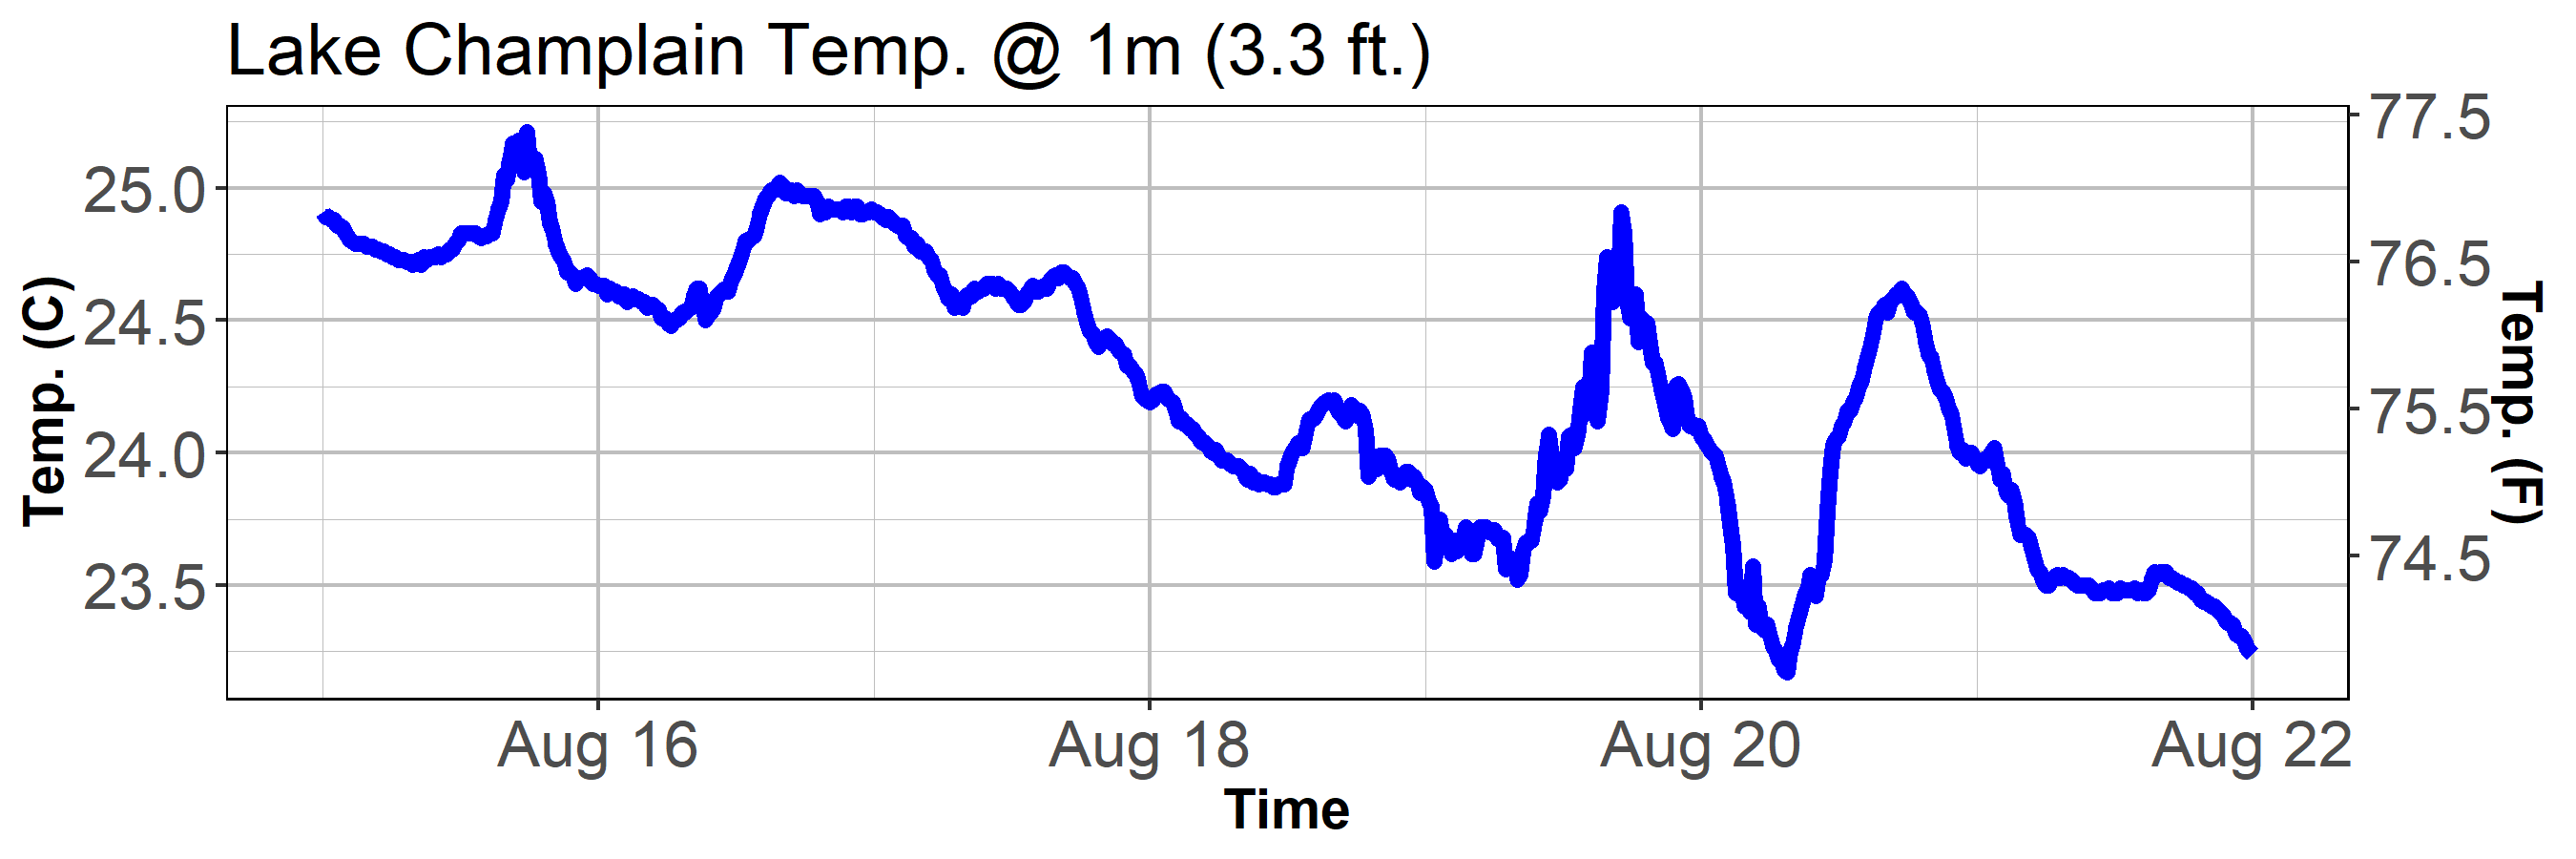 Lake Champlain Temp. @ 1m (3.3 ft.)
Temp. (C)
25.0
24.5
24.0
23.5
77.5
76.5
75.5
74.5
Temp. (F)
Aug 16
Aug 18
Aug 20
Aug 22
Time